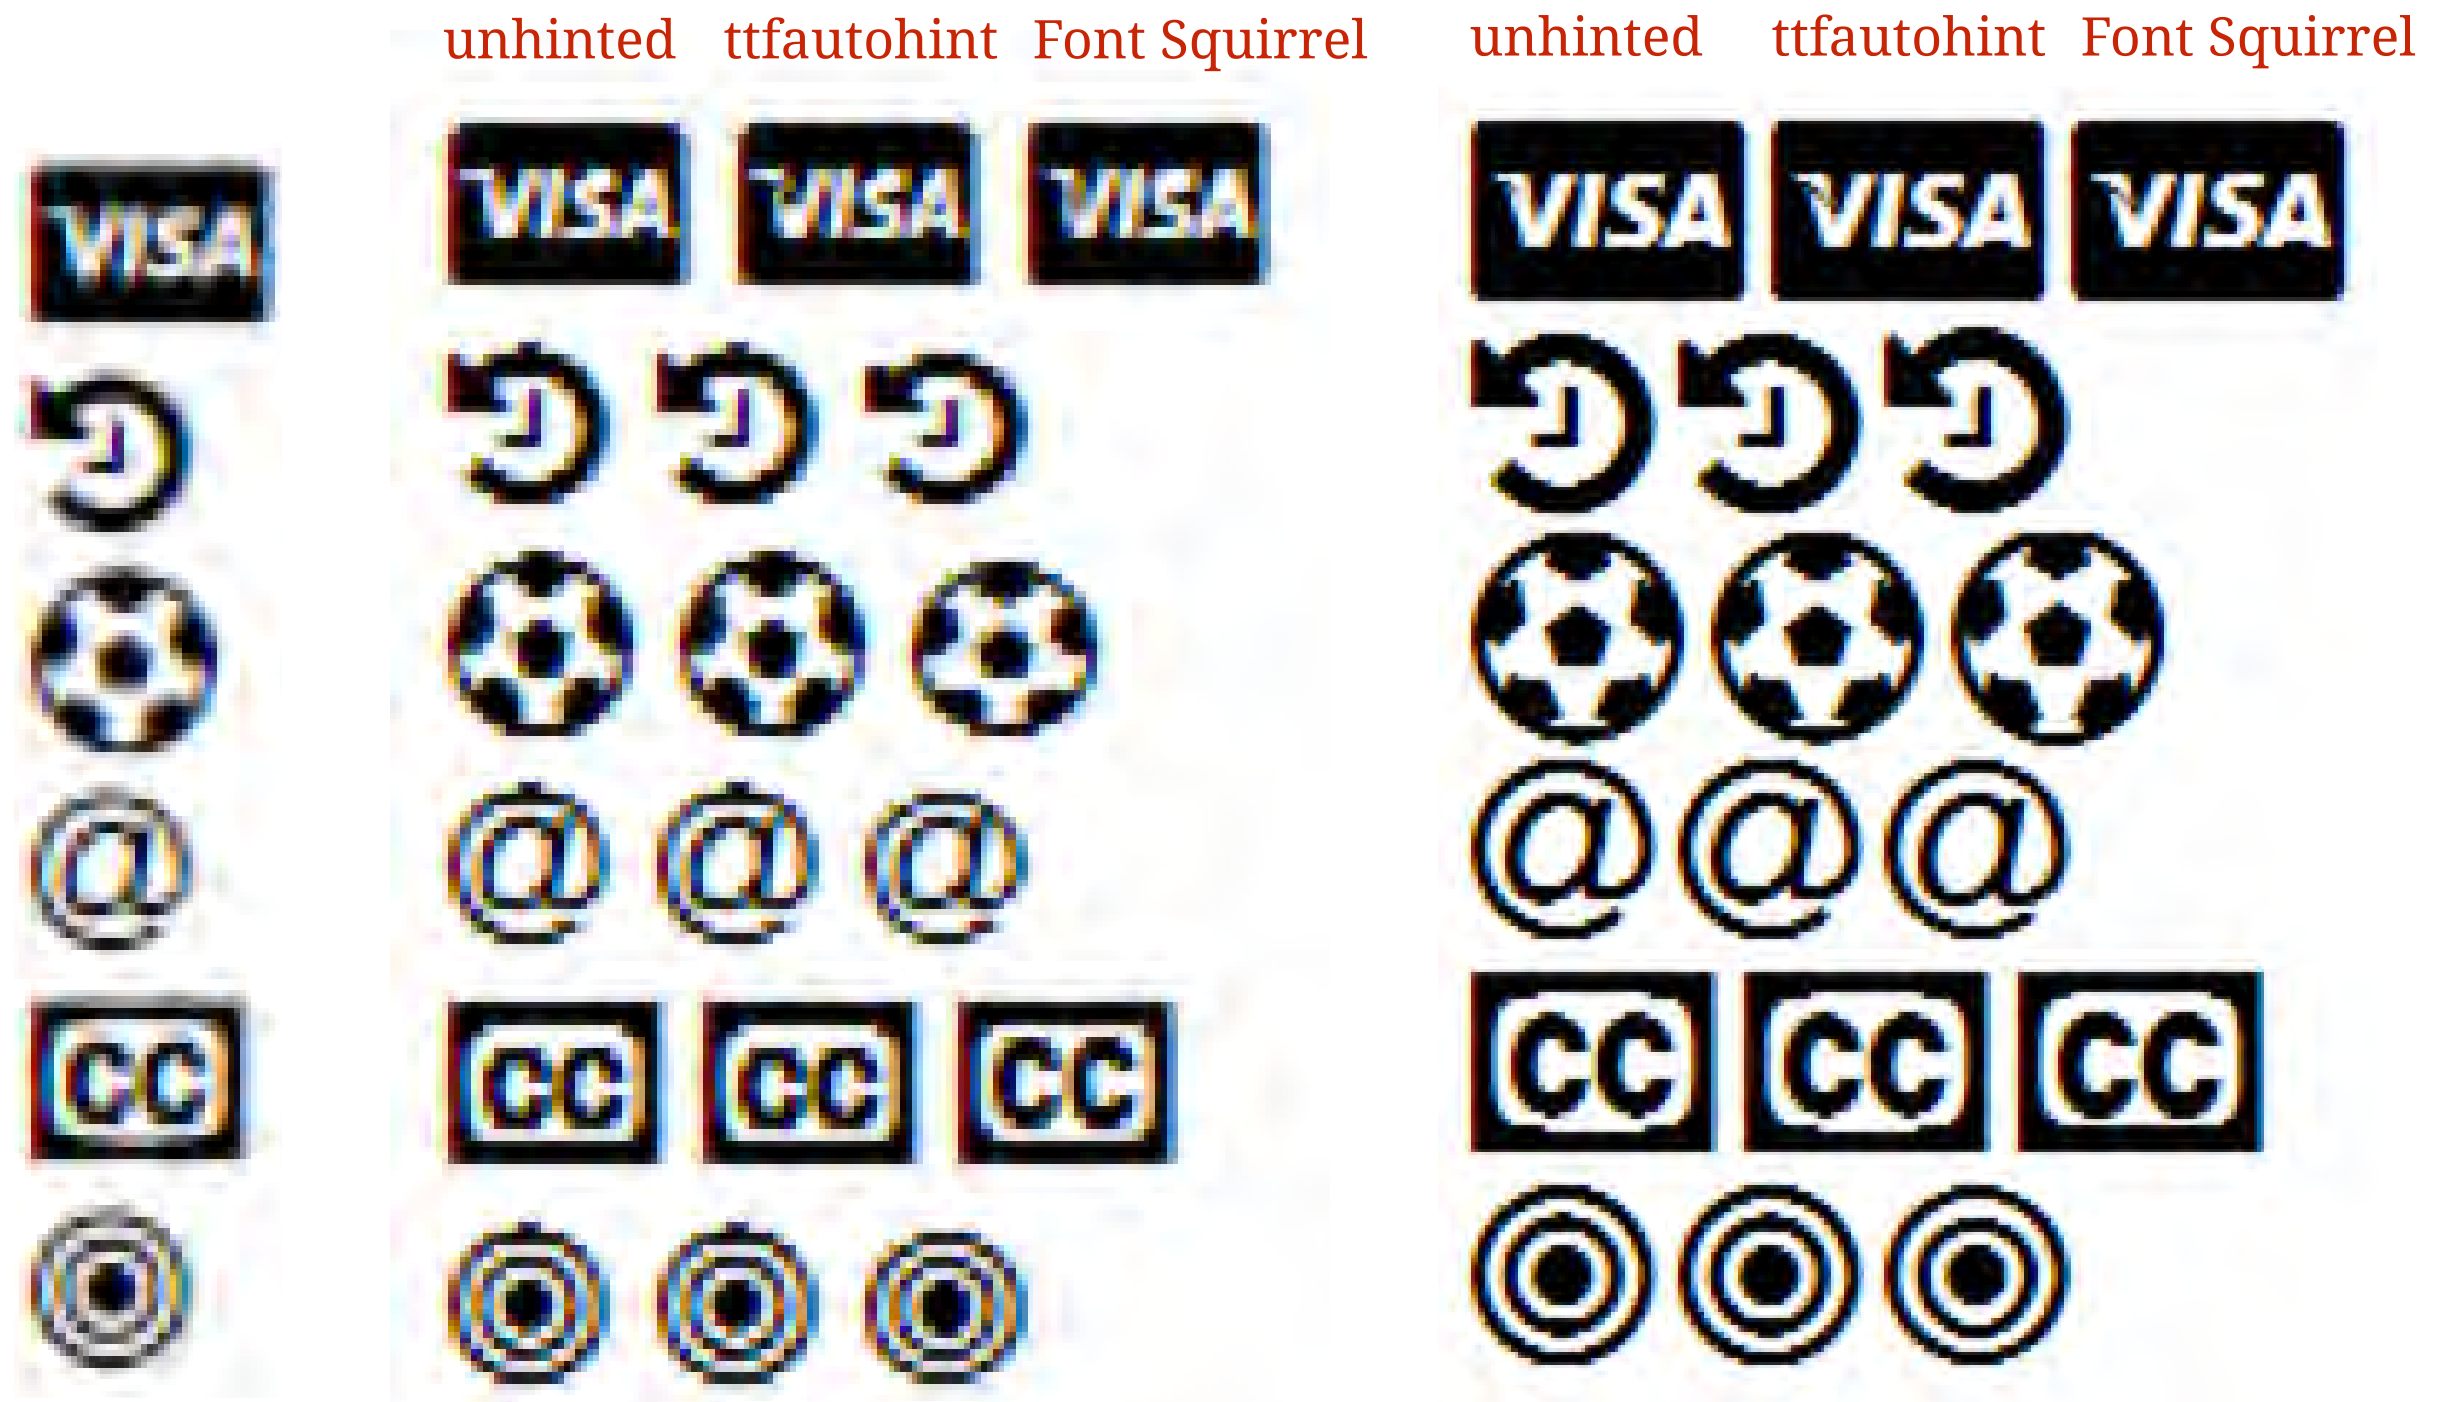 unhinted ttfautohint Font Squirrel unhinted ttfautohint Font Squirrel
VISA VISA VISA VISA VISA VISA VISA
@ @ @ @ @ @ @
CC CC CC CC CC CC CC